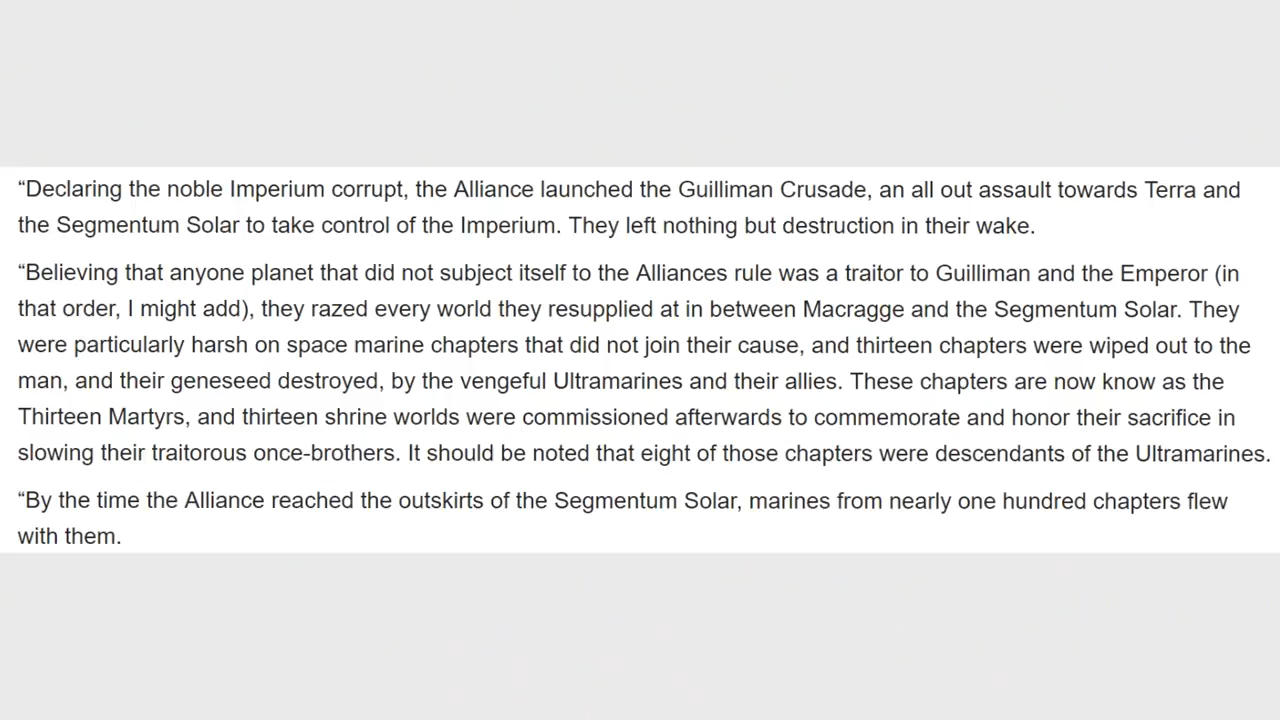 “Declaring the noble Imperium corrupt, the Alliance launched the Guilliman Crusade, an all out assault towards Terra and
the Segmentum Solar to take control of the Imperium. They left nothing but destruction in their wake.
“Believing that anyone planet that did not subject itself to the Alliances rule was a traitor to Guilliman and the Emperor (in
that order, I might add), they razed every world they resupplied at in between Macragge and the Segmentum Solar. They
were particularly harsh on space marine chapters that did not join their cause, and thirteen chapters were wiped out to the
man, and their geneseed destroyed, by the vengeful Ultramarines and their allies. These chapters are now know as the
Thirteen Martyrs, and thirteen shrine worlds were commissioned afterwards to commemorate and honor their sacrifice in
slowing their traitorous once-brothers. It should be noted that eight of those chapters were descendants of the Ultramarines.
“By the time the Alliance reached the outskirts of the Segmentum Solar, marines from nearly one hundred chapters flew
with them.